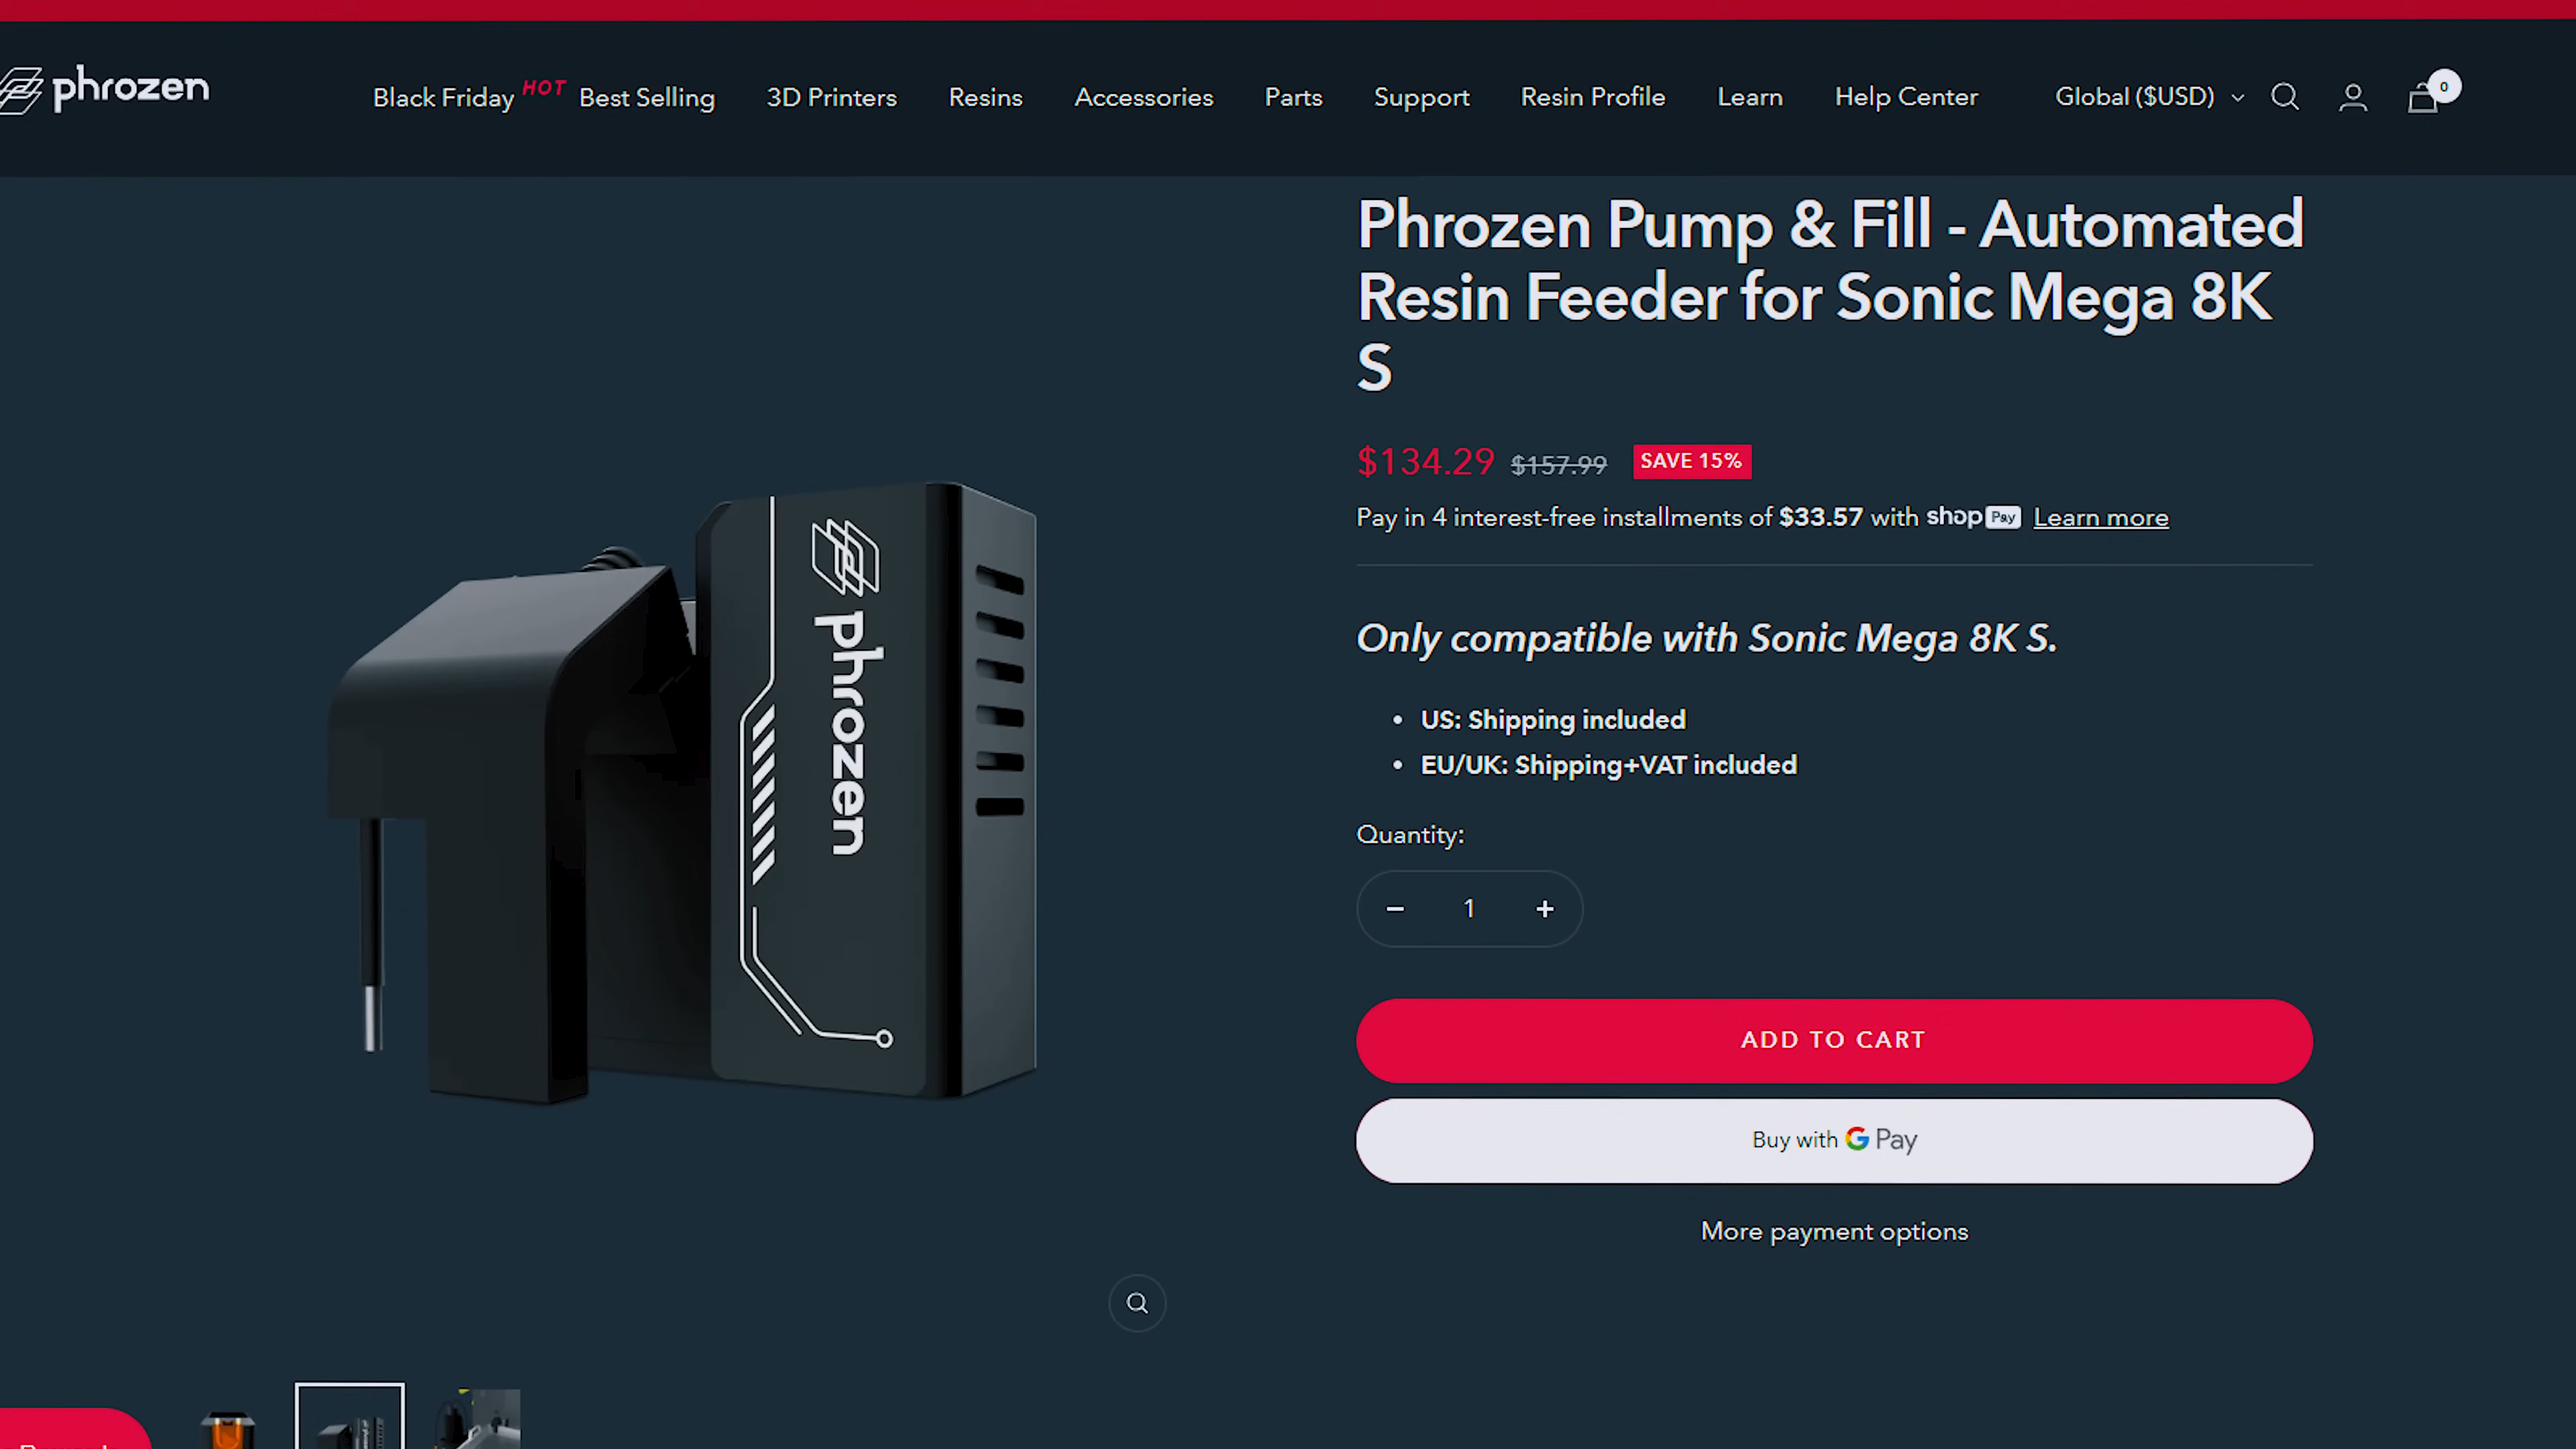 phrozen
Black Friday HOT Best Selling 3D Printers Resins Accessories Parts Support Resin Profile Learn Help Center Global ($USD) 0
Phrozen Pump & Fill - Automated
Resin Feeder for Sonic Mega 8K
S
$134.29 $157.99 SAVE 15%
Pay in 4 interest-free installments of $33.57 with shop Pay Learn more
phrozen
Only compatible with Sonic Mega 8K S.
• US: Shipping included
• EU/UK: Shipping+VAT included
Quantity:
− 1 +
ADD TO CART
Buy with G Pay
More payment options